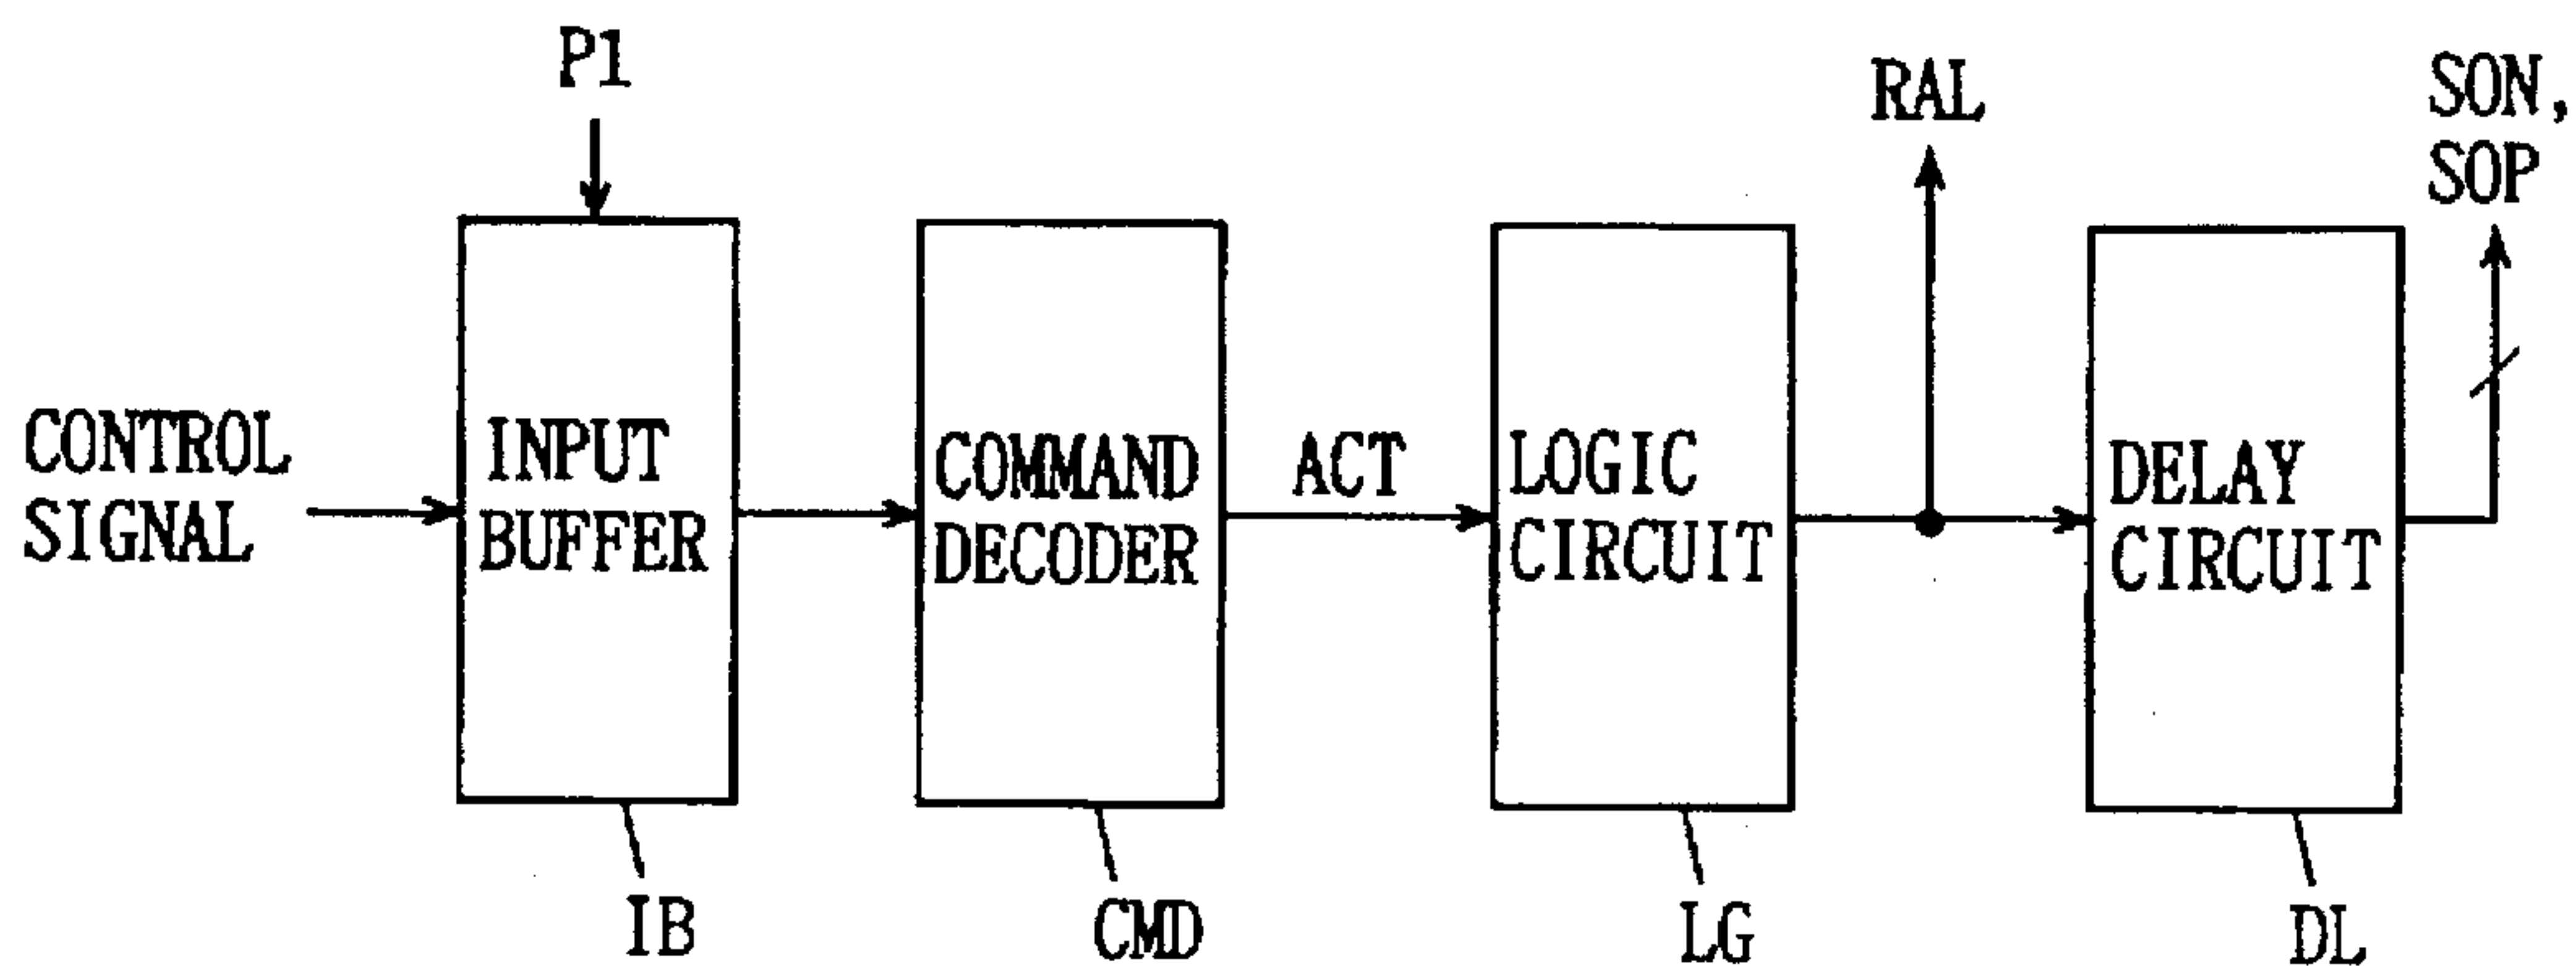 P1
RAL
SON,
SOP
CONTROL
SIGNAL
INPUT
BUFFER
COMMAND
DECODER
ACT
LOGIC
CIRCUIT
DELAY
CIRCUIT
IB
CMD
LG
DL